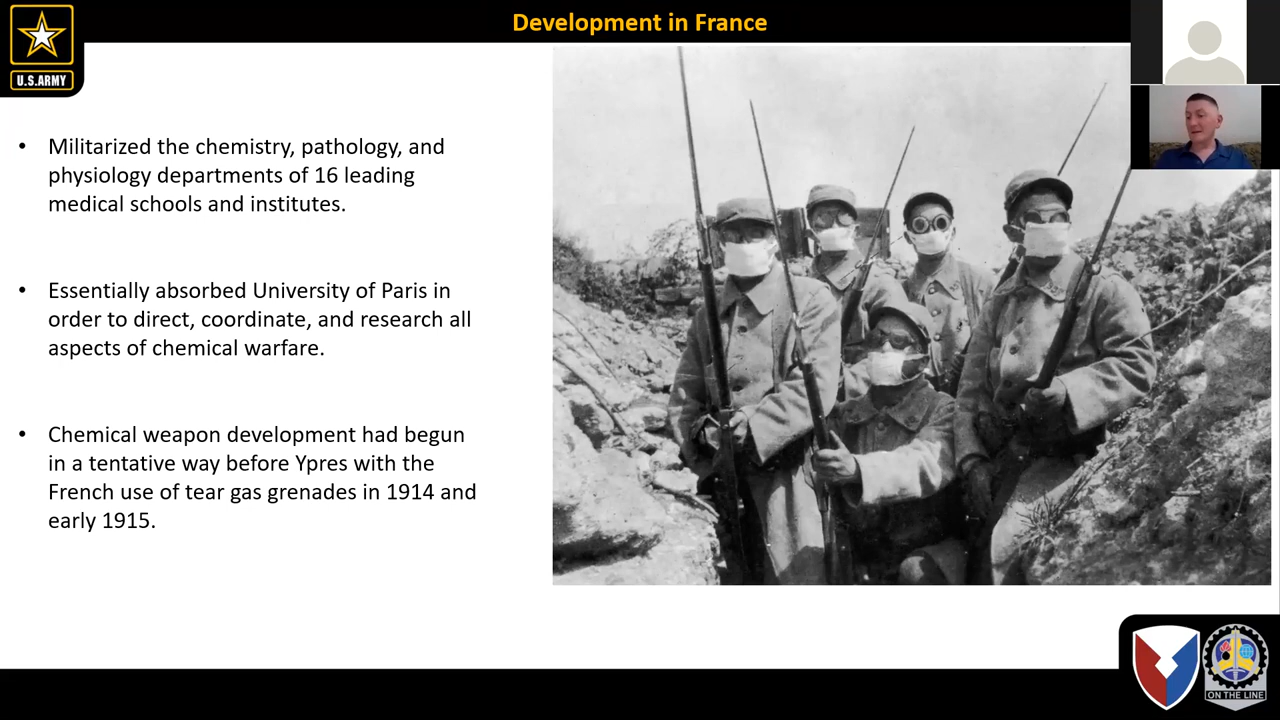 Development in France
U.S.ARMY
• Militarized the chemistry, pathology, and
physiology departments of 16 leading
medical schools and institutes.
• Essentially absorbed University of Paris in
order to direct, coordinate, and research all
aspects of chemical warfare.
• Chemical weapon development had begun
in a tentative way before Ypres with the
French use of tear gas grenades in 1914 and
early 1915.
ON THE LINE